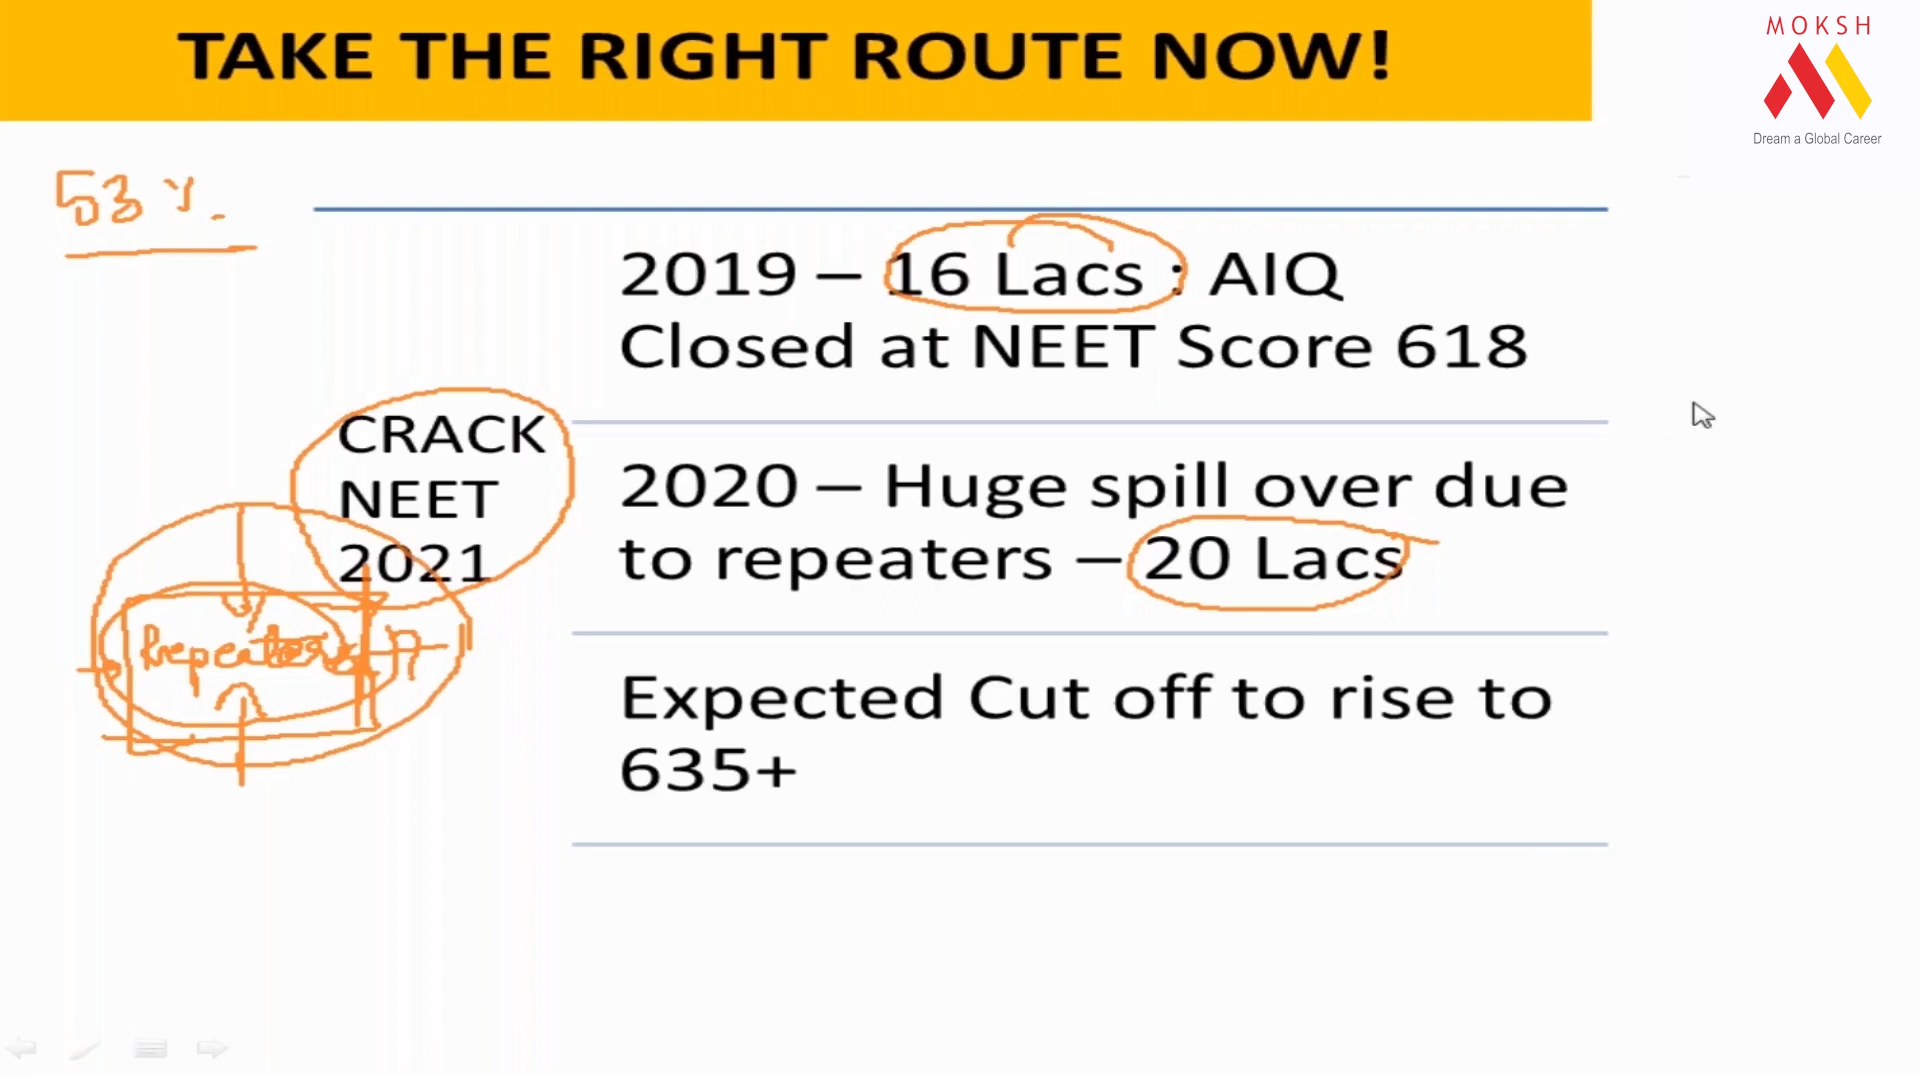 TAKE THE RIGHT ROUTE NOW!
MOKSH
Dream a Global Career
53 %.
2019 – 16 Lacs : AIQ
Closed at NEET Score 618
CRACK
NEET
2021
2020 – Huge spill over due
to repeaters – 20 Lacs
Repeaters
Expected Cut off to rise to
635+